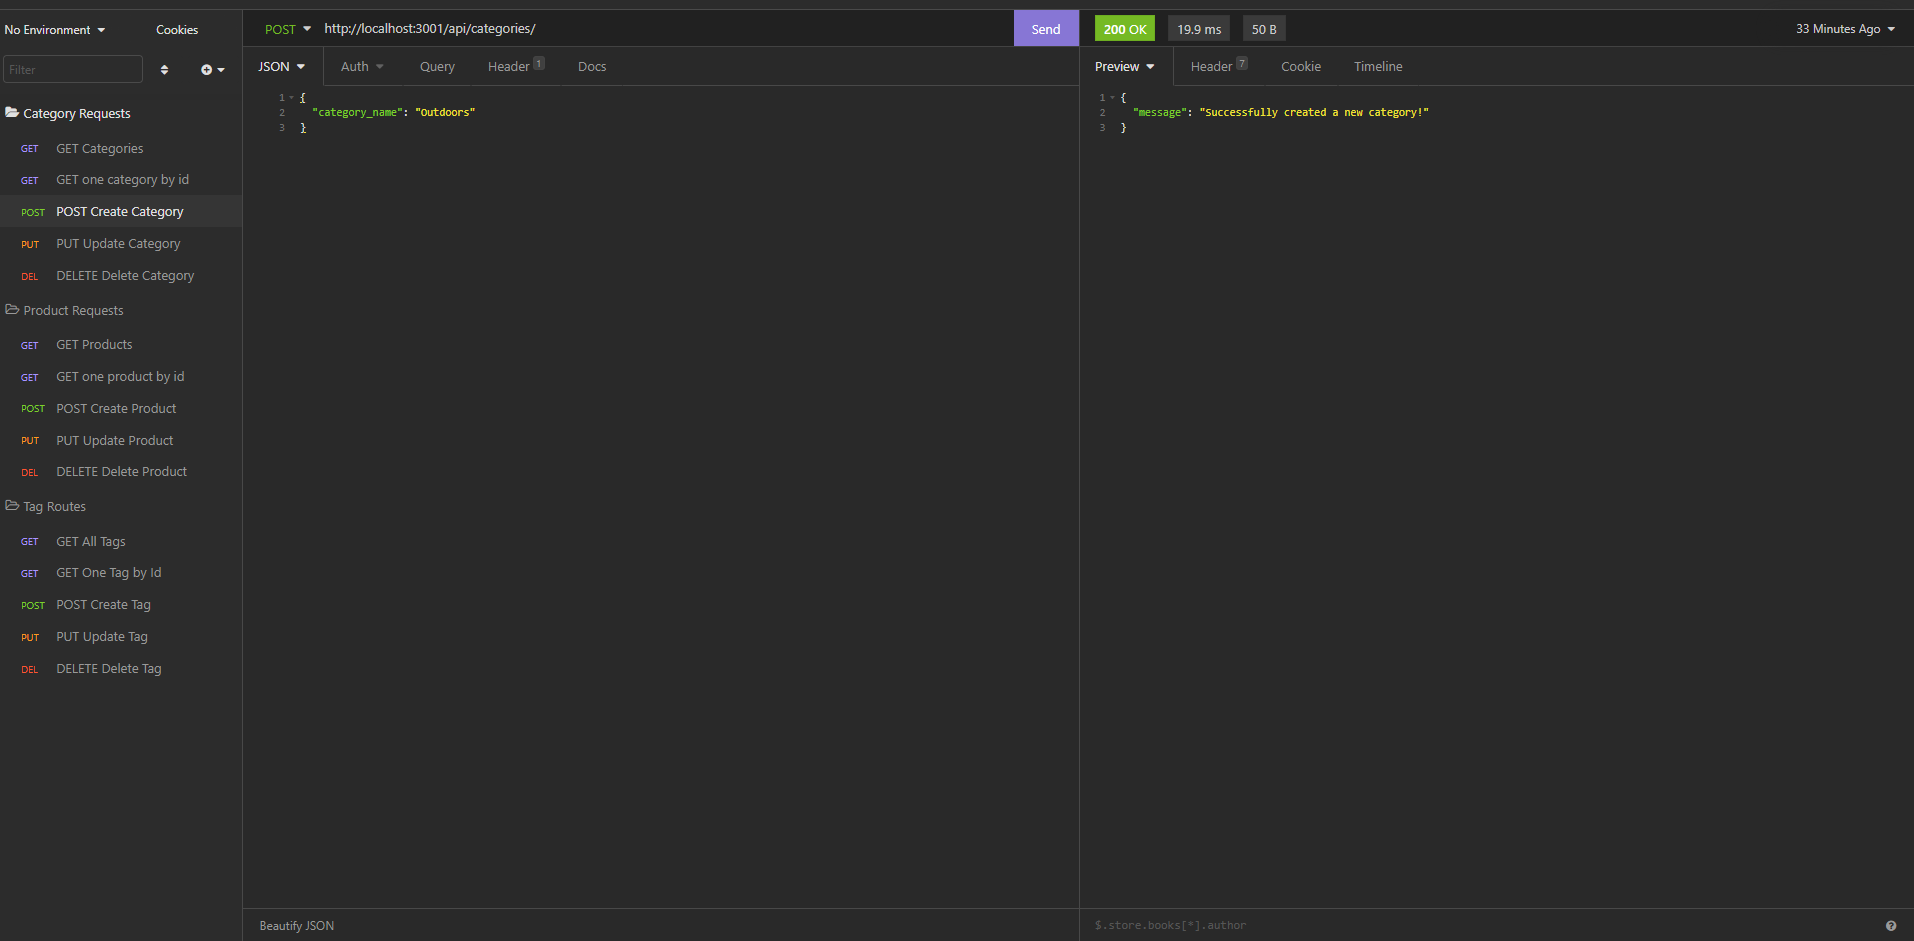 No Environment
Cookies
Filter
Category Requests
GET GET Categories
GET GET one category by id
POST POST Create Category
PUT PUT Update Category
DEL DELETE Delete Category
Product Requests
GET GET Products
GET GET one product by id
POST POST Create Product
PUT PUT Update Product
DEL DELETE Delete Product
Tag Routes
GET GET All Tags
GET GET One Tag by Id
POST POST Create Tag
PUT PUT Update Tag
DEL DELETE Delete Tag
POST http://localhost:3001/api/categories/ Send
JSON Auth Query Header 1 Docs
1 {
2 "category_name": "Outdoors"
3 }
Beautify JSON
200 OK 19.9 ms 50 B 33 Minutes Ago
Preview Header 7 Cookie Timeline
1 {
2 "message": "Successfully created a new category!"
3 }
$.store.books[*].author